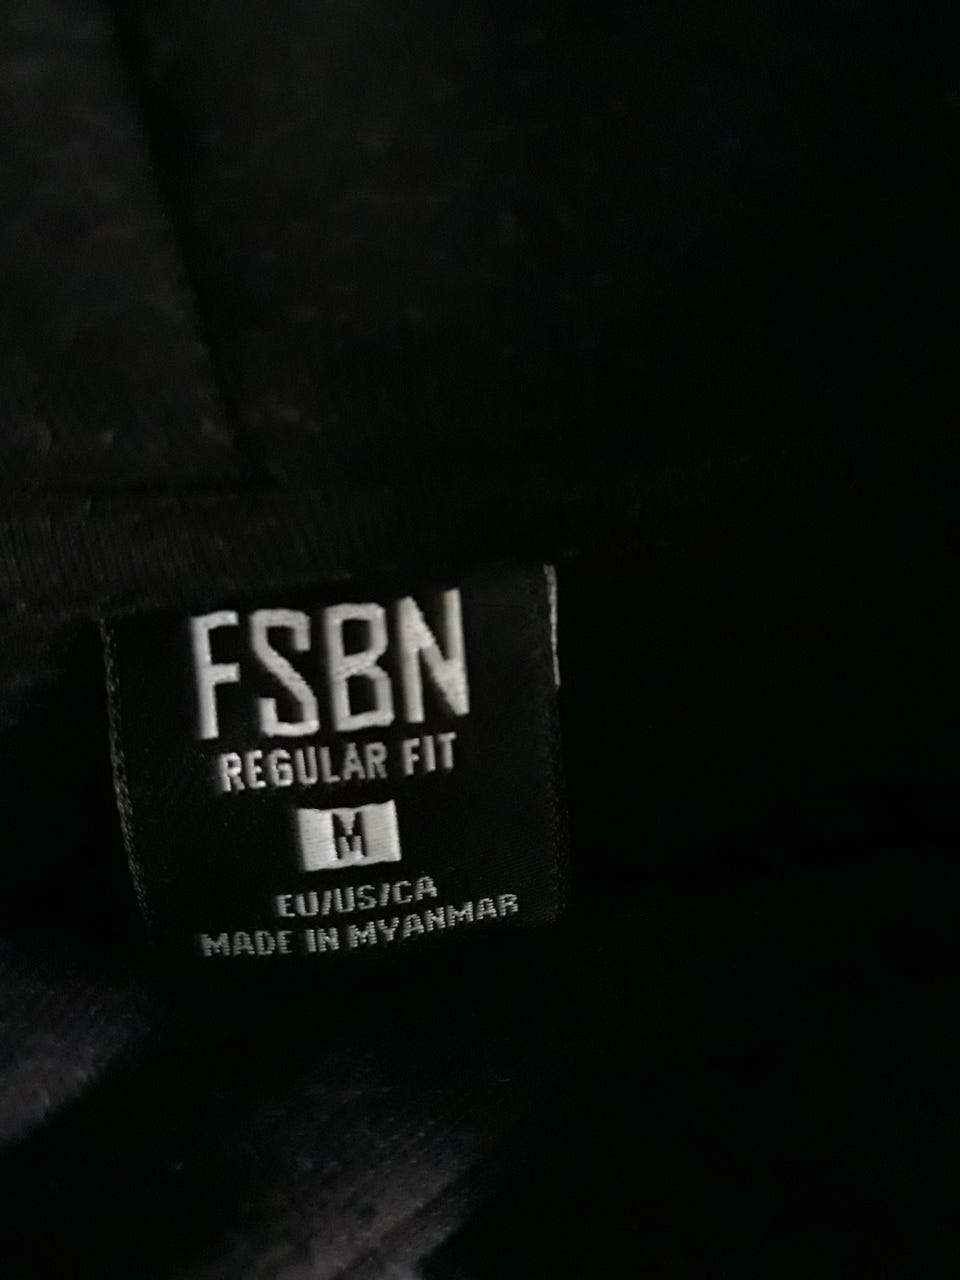 FSBN
REGULAR FIT
M
EU/US/CA
MADE IN MYANMAR